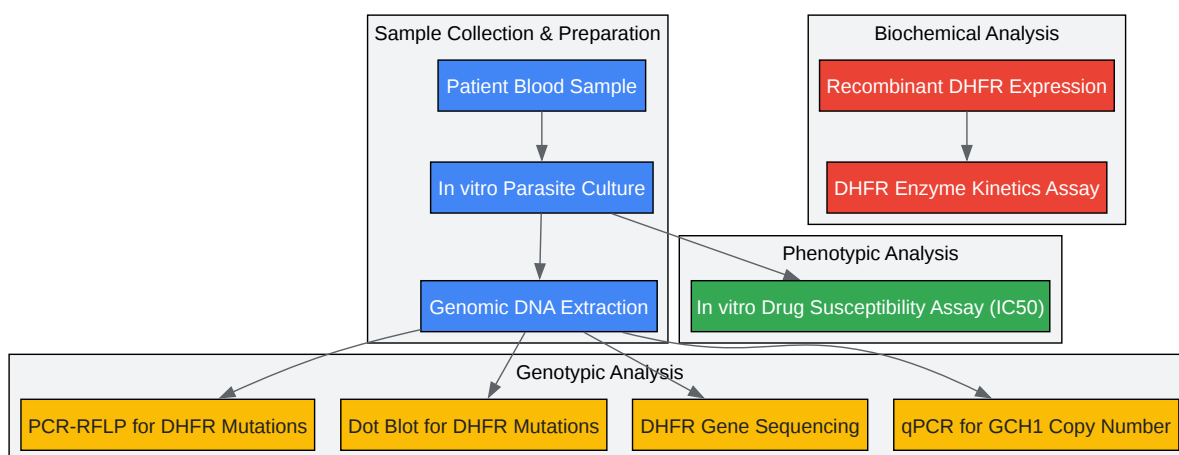 Sample Collection & Preparation
Patient Blood Sample
In vitro Parasite Culture
Genomic DNA Extraction
Biochemical Analysis
Recombinant DHFR Expression
DHFR Enzyme Kinetics Assay
Phenotypic Analysis
In vitro Drug Susceptibility Assay (IC50)
Genotypic Analysis
PCR-RFLP for DHFR Mutations
Dot Blot for DHFR Mutations
DHFR Gene Sequencing
qPCR for GCH1 Copy Number